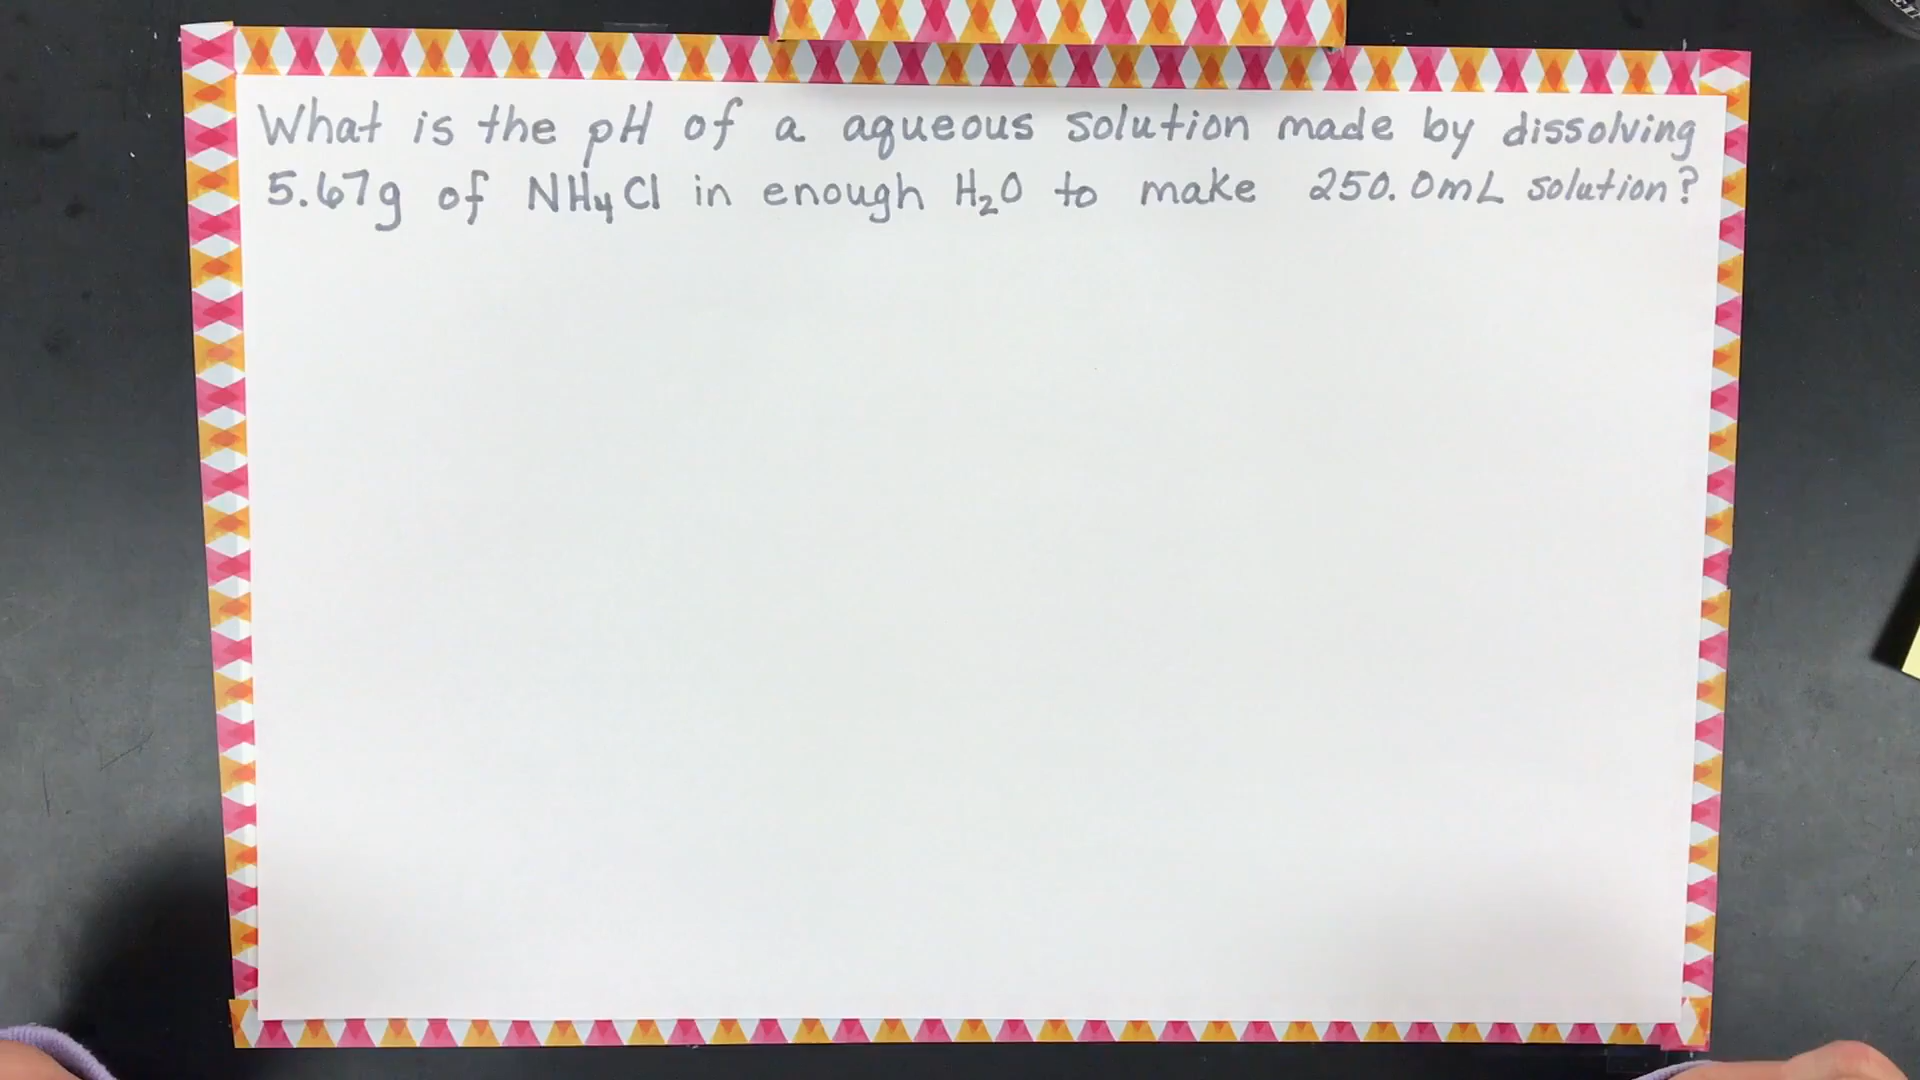 What is the pH of a aqueous solution made by dissolving
5.67g of NH₄Cl in enough H₂O to make 250.0mL solution?